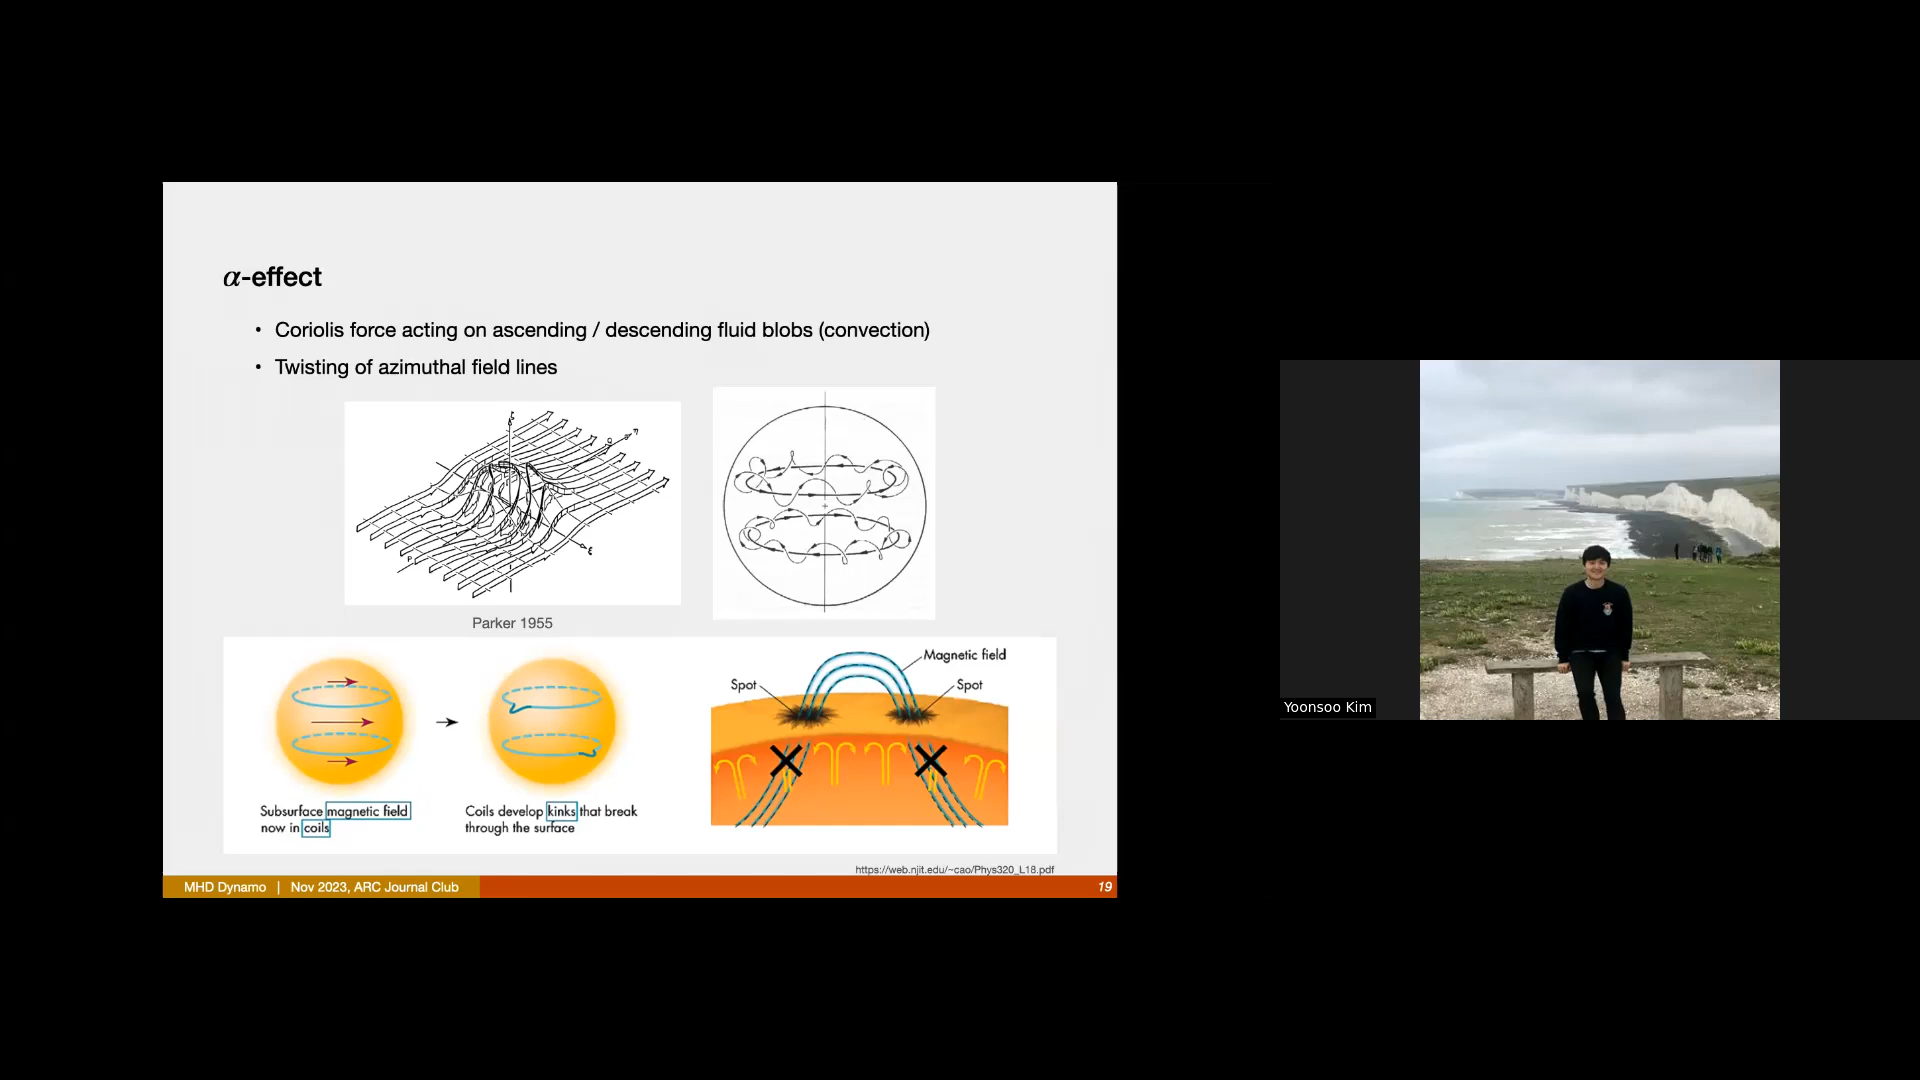 α-effect
• Coriolis force acting on ascending / descending fluid blobs (convection)
• Twisting of azimuthal field lines
Parker 1955
Magnetic field
Spot
Spot
Subsurface magnetic field
now in coils
Coils develop kinks that break
through the surface
https://web.njit.edu/~cao/Phys320_L18.pdf
MHD Dynamo | Nov 2023, ARC Journal Club
19
Yoonsoo Kim